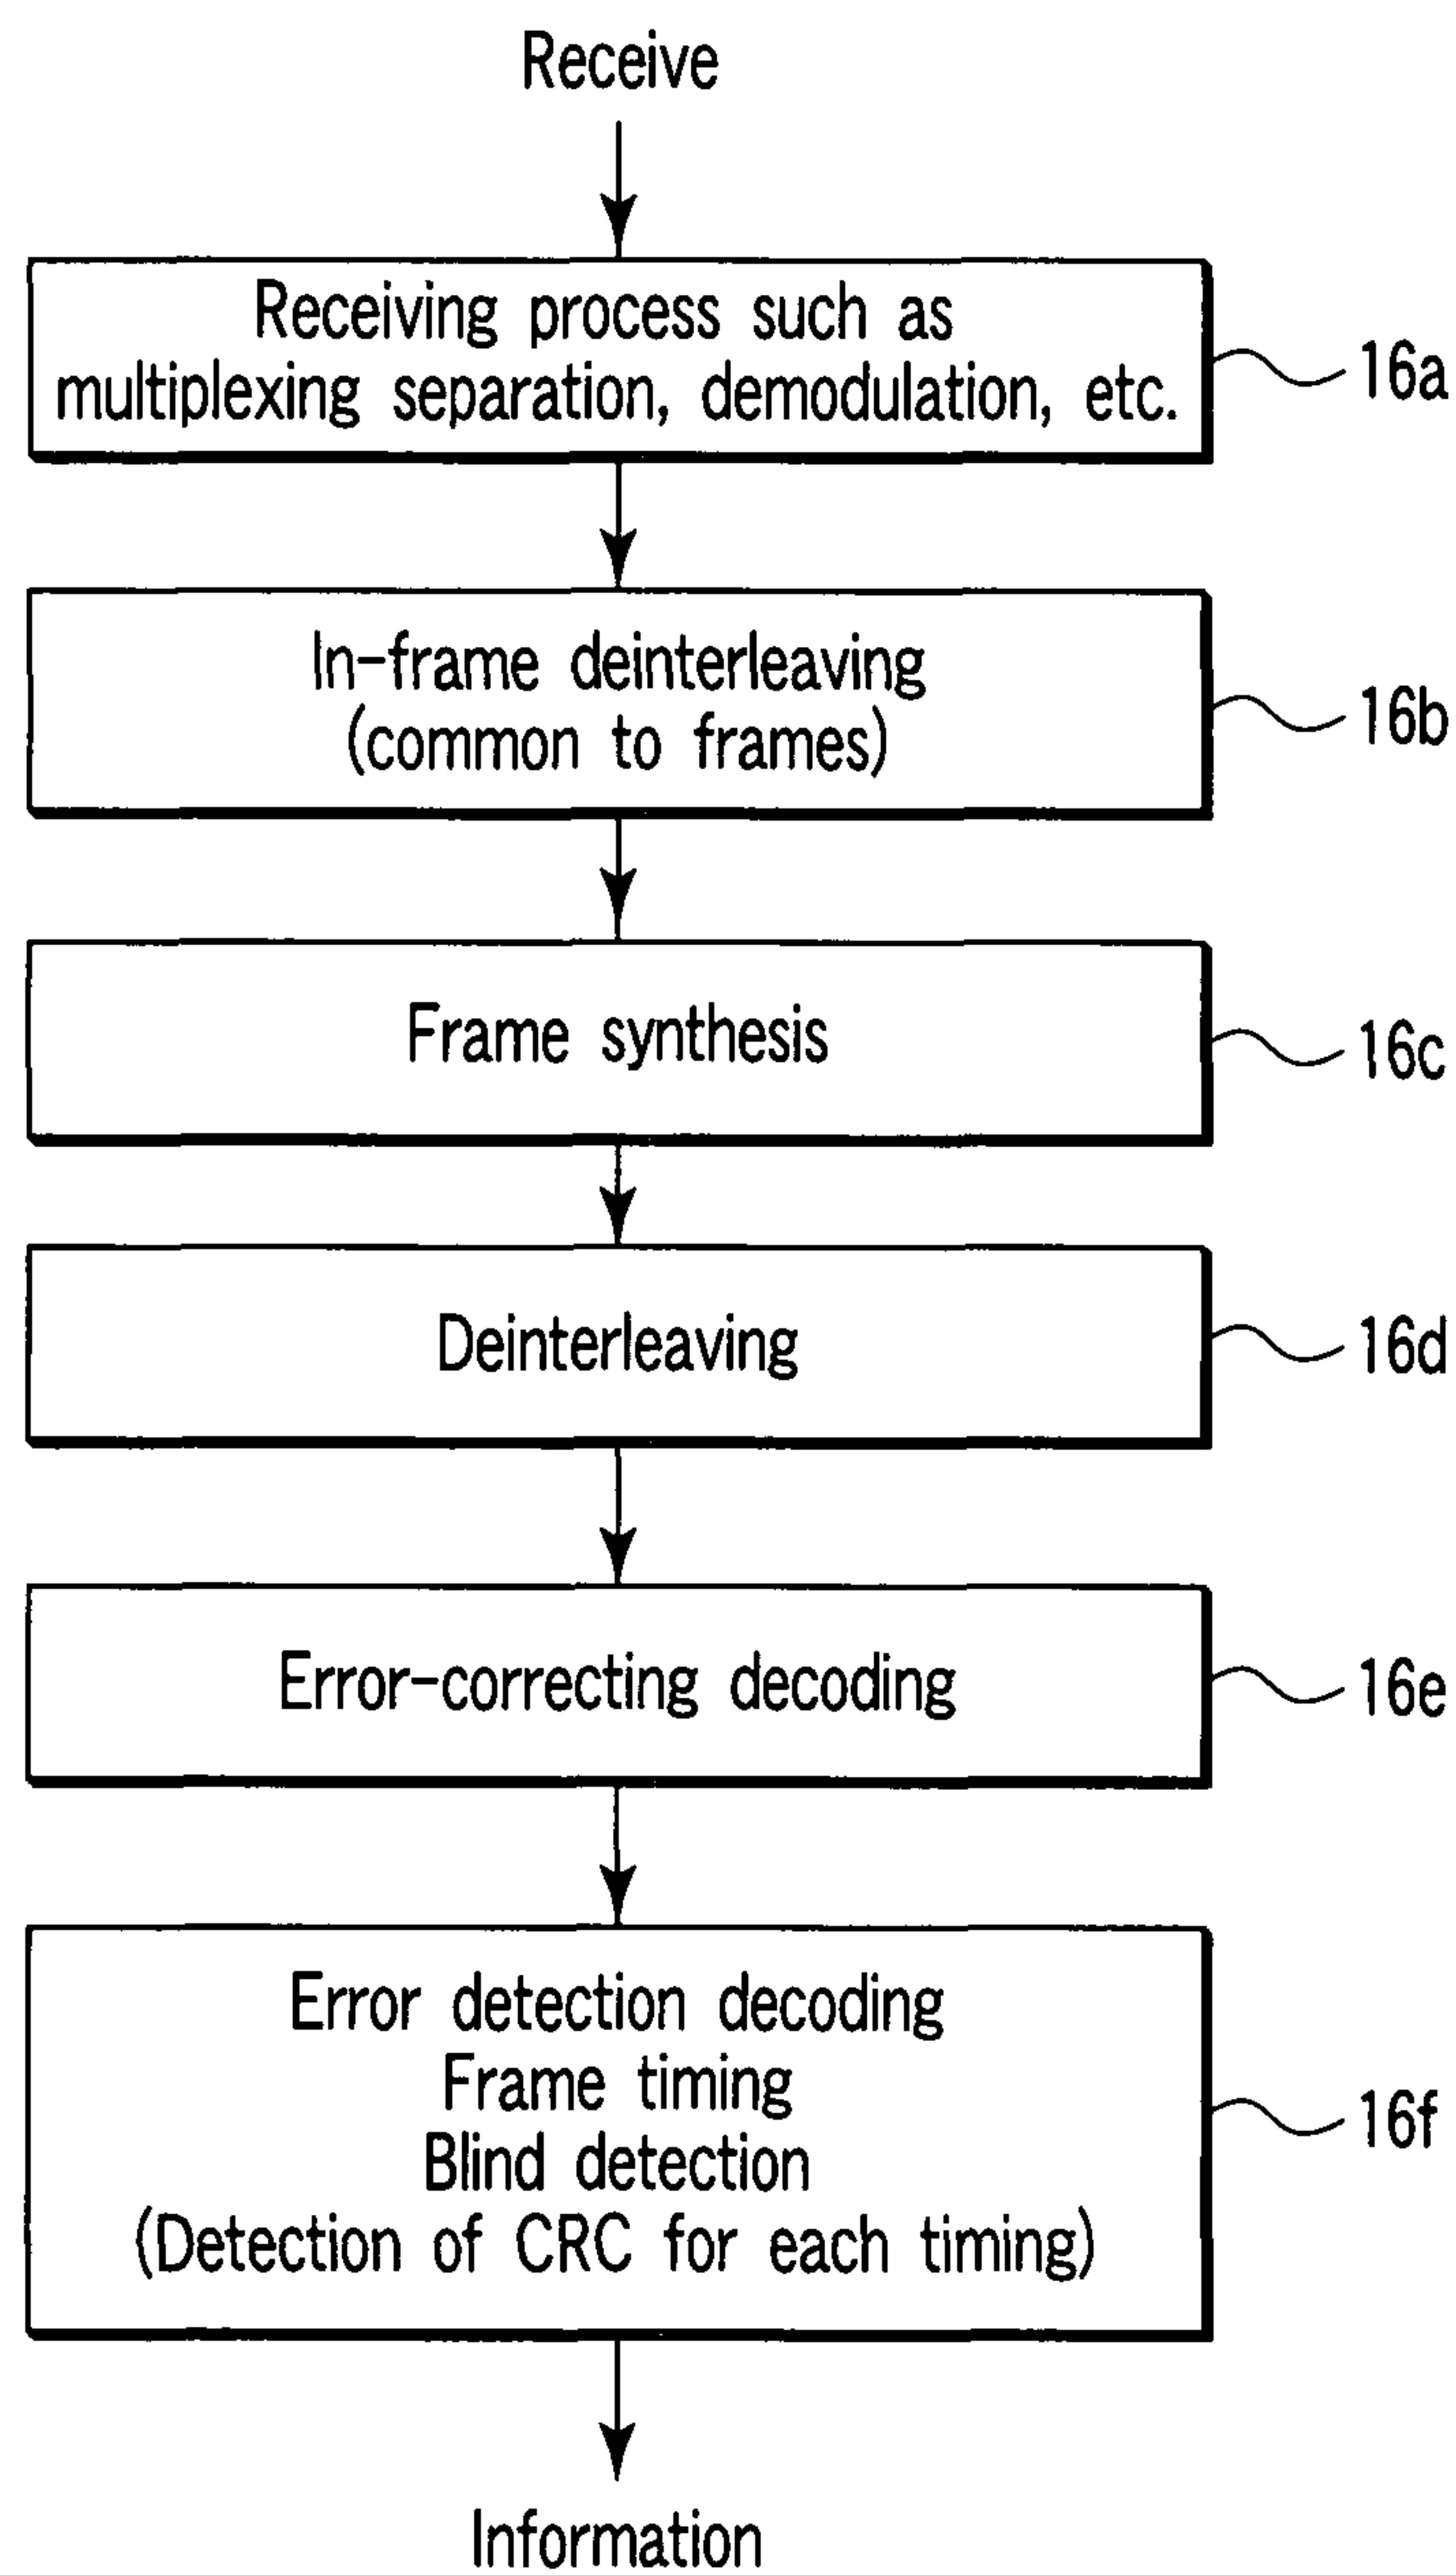 Receive
Receiving process such as
multiplexing separation, demodulation, etc.
16a
In-frame deinterleaving
(common to frames)
16b
Frame synthesis
16c
Deinterleaving
16d
Error-correcting decoding
16e
Error detection decoding
Frame timing
Blind detection
(Detection of CRC for each timing)
16f
Information